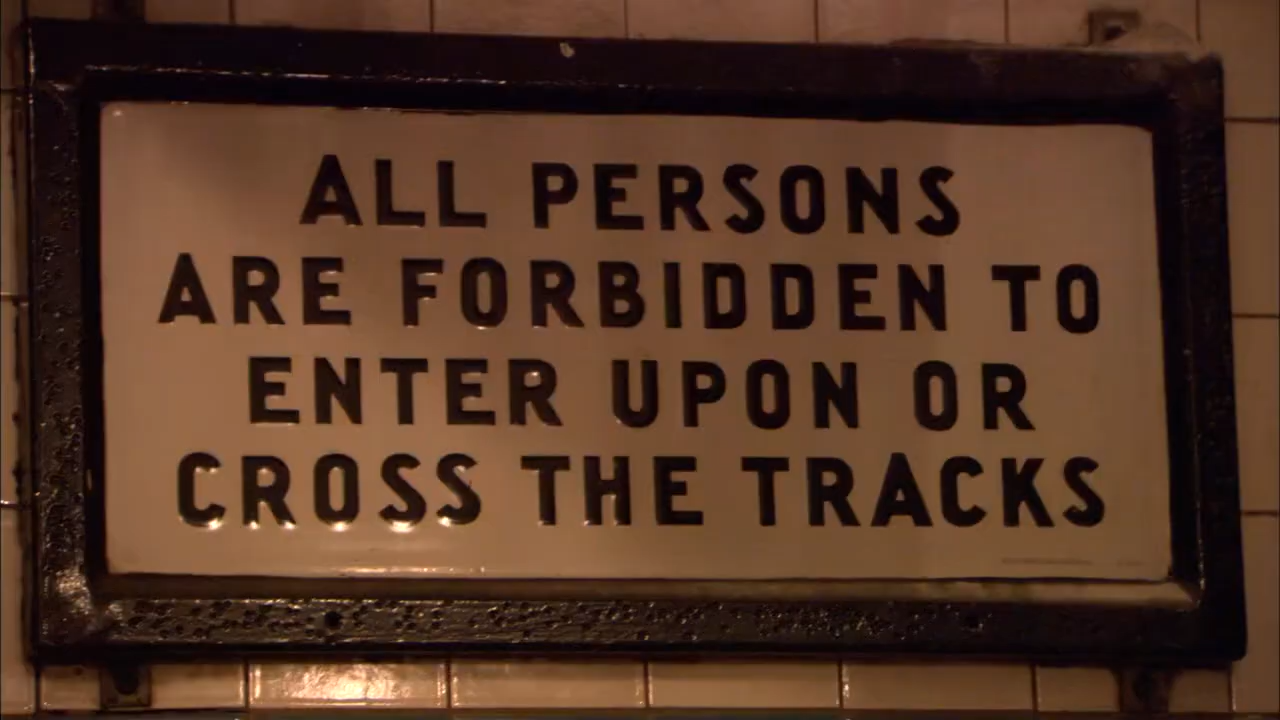 ALL PERSONS
ARE FORBIDDEN TO
ENTER UPON OR
CROSS THE TRACKS